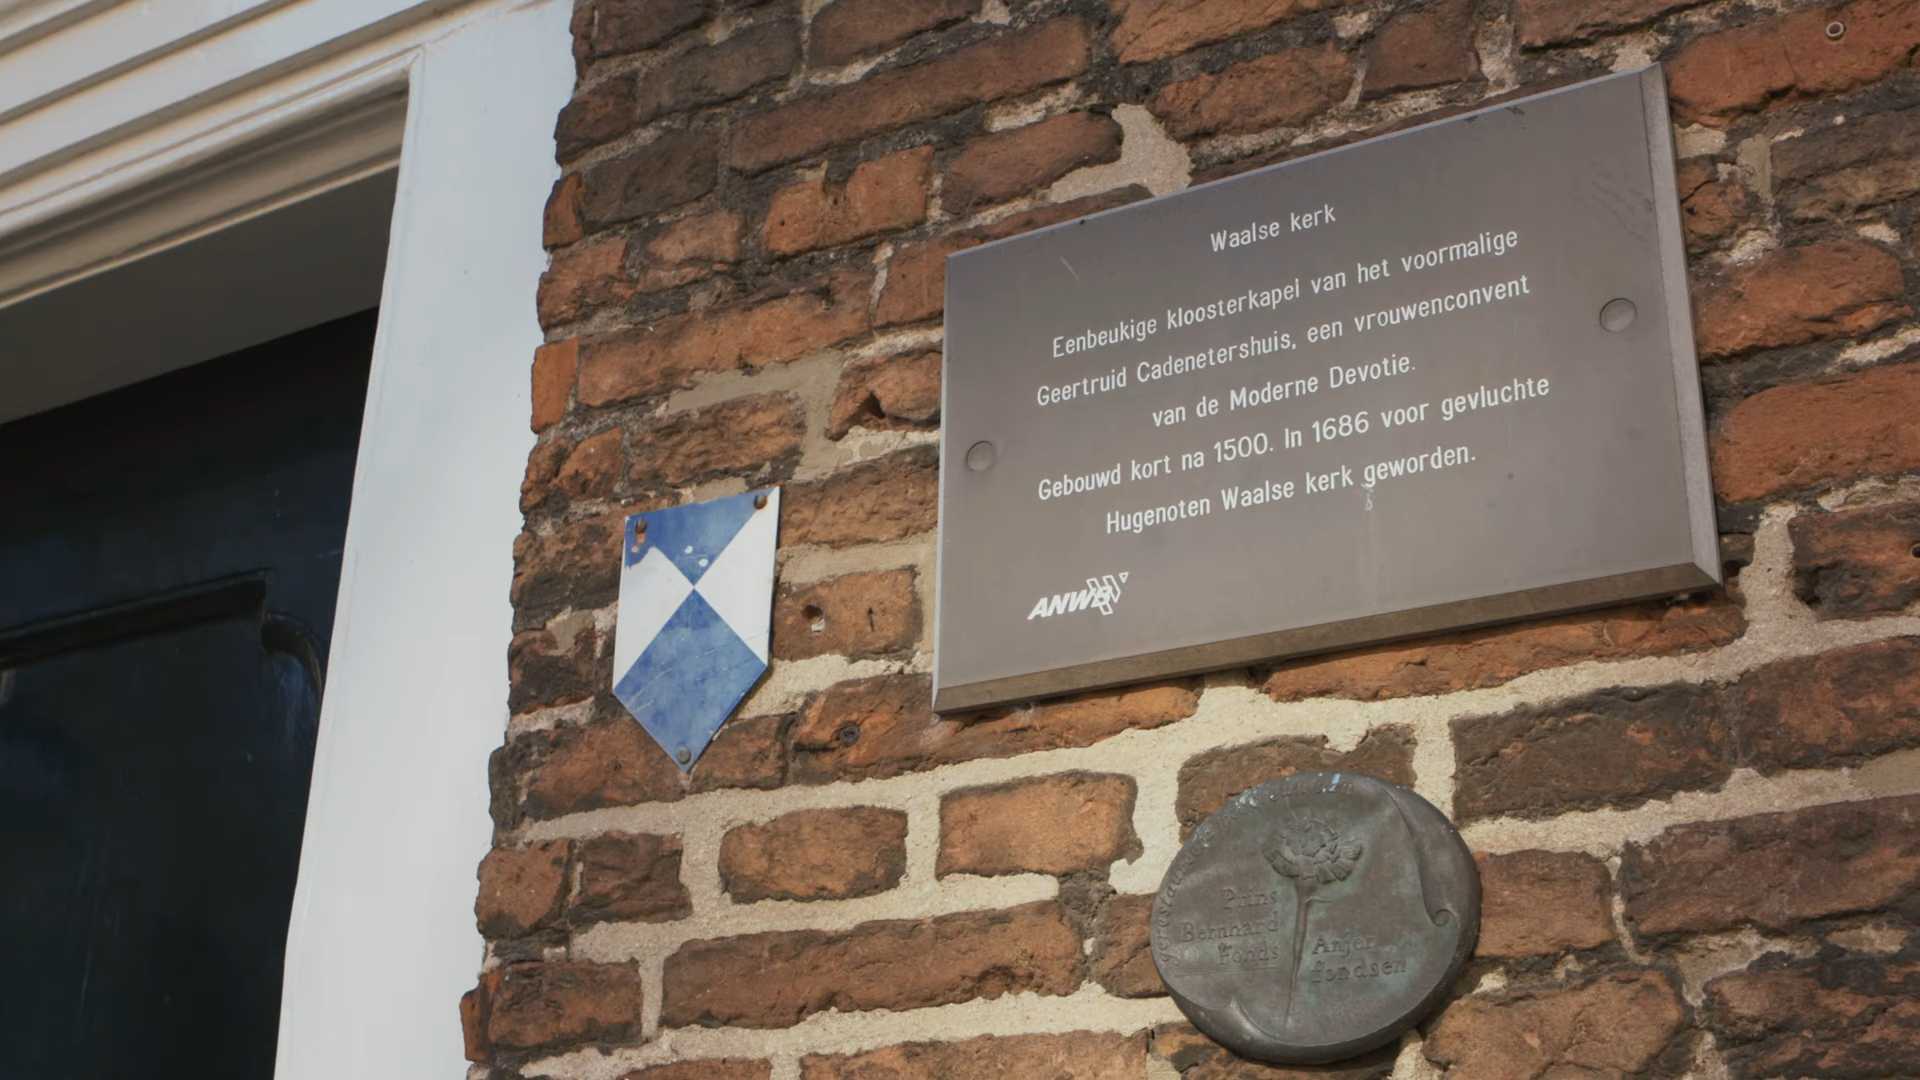 Waalse kerk
Eenbeukige kloosterkapel van het voormalige
Geertruid Cadenetershuis, een vrouwenconvent
van de Moderne Devotie.
Gebouwd kort na 1500. In 1686 voor gevluchte
Hugenoten Waalse kerk geworden.
ANWB
Prins
Bernhard
Fonds
Anjer
fondsen